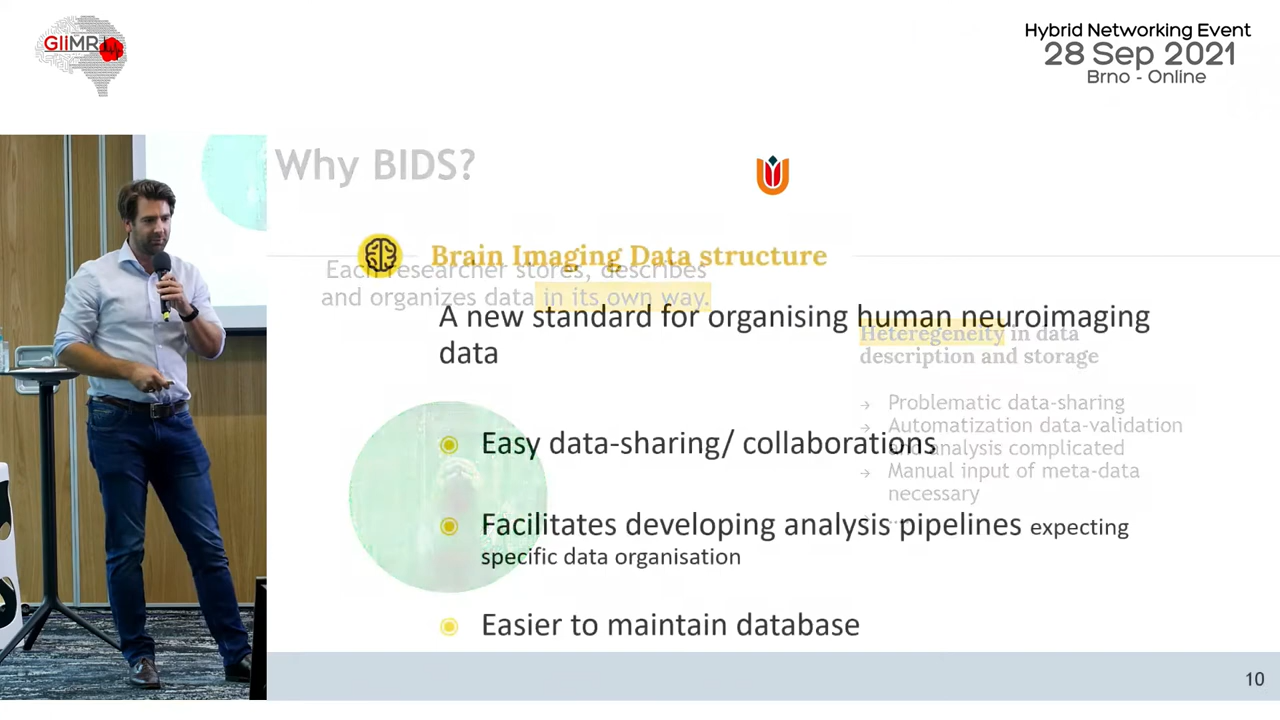 GliMR
Hybrid Networking Event
28 Sep 2021
Brno - Online
Why BIDS?
Each researcher stores, describes
and organizes data in its own way.
Brain Imaging Data structure
A new standard for organising human neuroimaging
data
Heteregeneity in data
description and storage
→ Problematic data-sharing
→ Automatization data-validation
and analysis complicated
→ Manual input of meta-data
necessary
Easy data-sharing/ collaborations
Facilitates developing analysis pipelines expecting
specific data organisation
Easier to maintain database
10